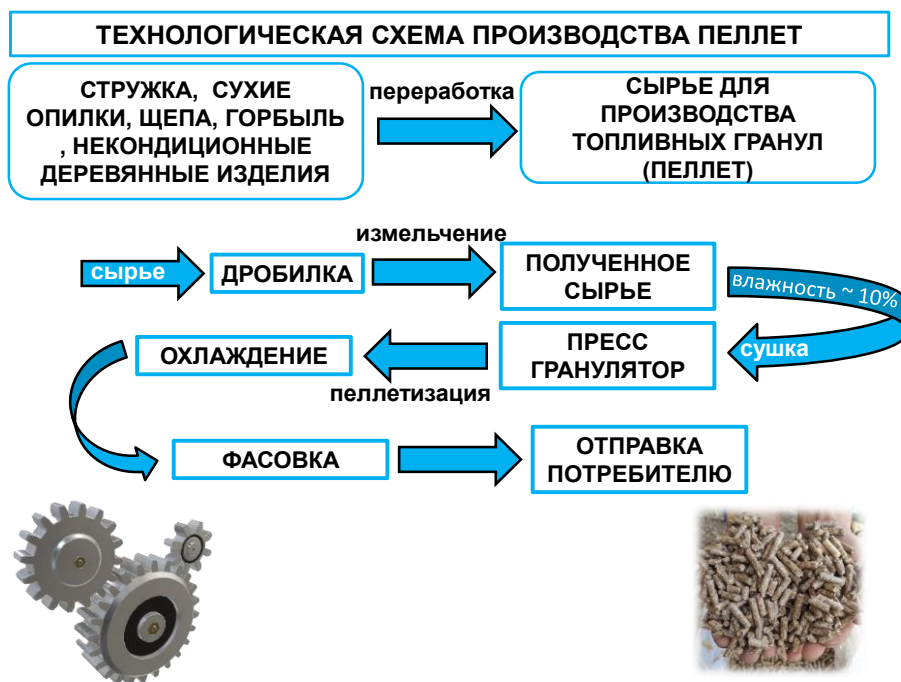 ТЕХНОЛОГИЧЕСКАЯ СХЕМА ПРОИЗВОДСТВА ПЕЛЛЕТ
СТРУЖКА, СУХИЕ
ОПИЛКИ, ЩЕПА, ГОРБЫЛЬ
, НЕКОНДИЦИОННЫЕ
ДЕРЕВЯННЫЕ ИЗДЕЛИЯ
переработка
СЫРЬЕ ДЛЯ
ПРОИЗВОДСТВА
ТОПЛИВНЫХ ГРАНУЛ
(ПЕЛЛЕТ)
сырье
ДРОБИЛКА
измельчение
ПОЛУЧЕННОЕ
СЫРЬЕ
влажность ~ 10%
сушка
ПРЕСС
ГРАНУЛЯТОР
пеллетизация
ОХЛАЖДЕНИЕ
ФАСОВКА
ОТПРАВКА
ПОТРЕБИТЕЛЮ